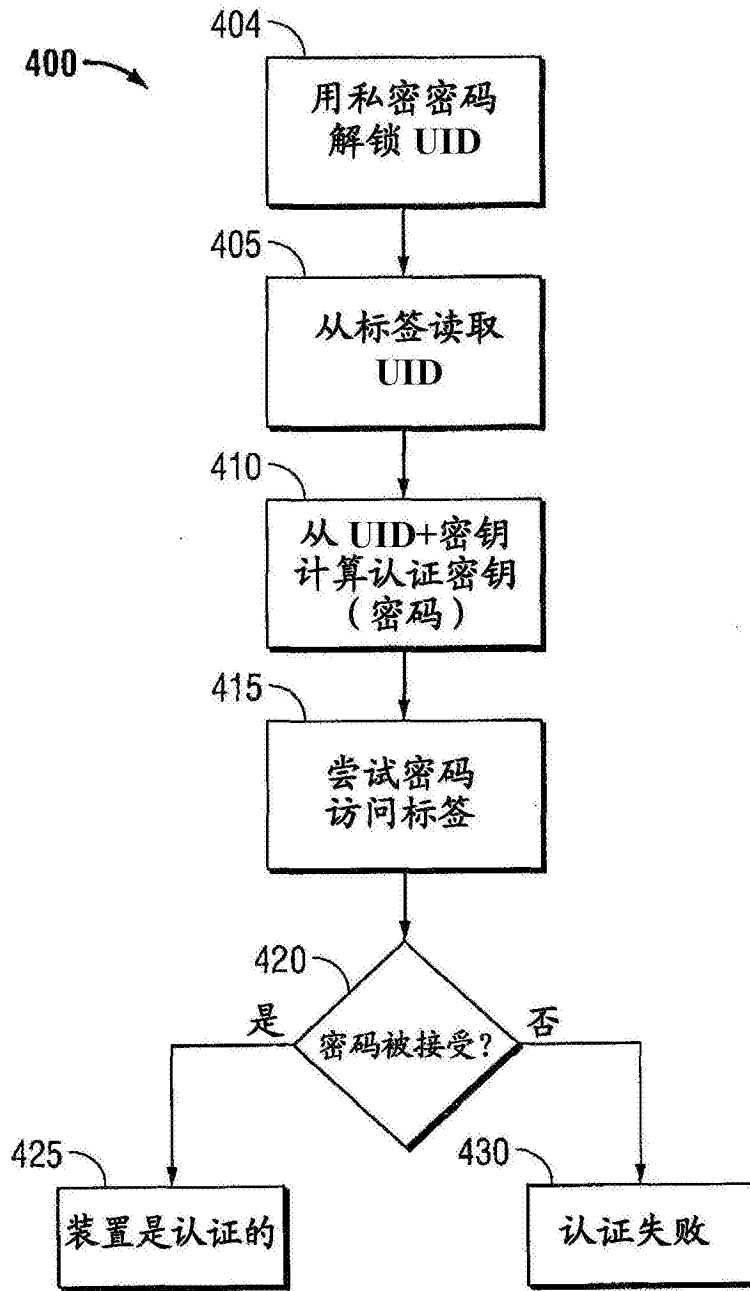 400
404
用私密密码
解锁 UID
405
从标签读取
UID
410
从 UID+密钥
计算认证密钥
（密码）
415
尝试密码
访问标签
420
是
密码被接受?
否
425
装置是认证的
430
认证失败